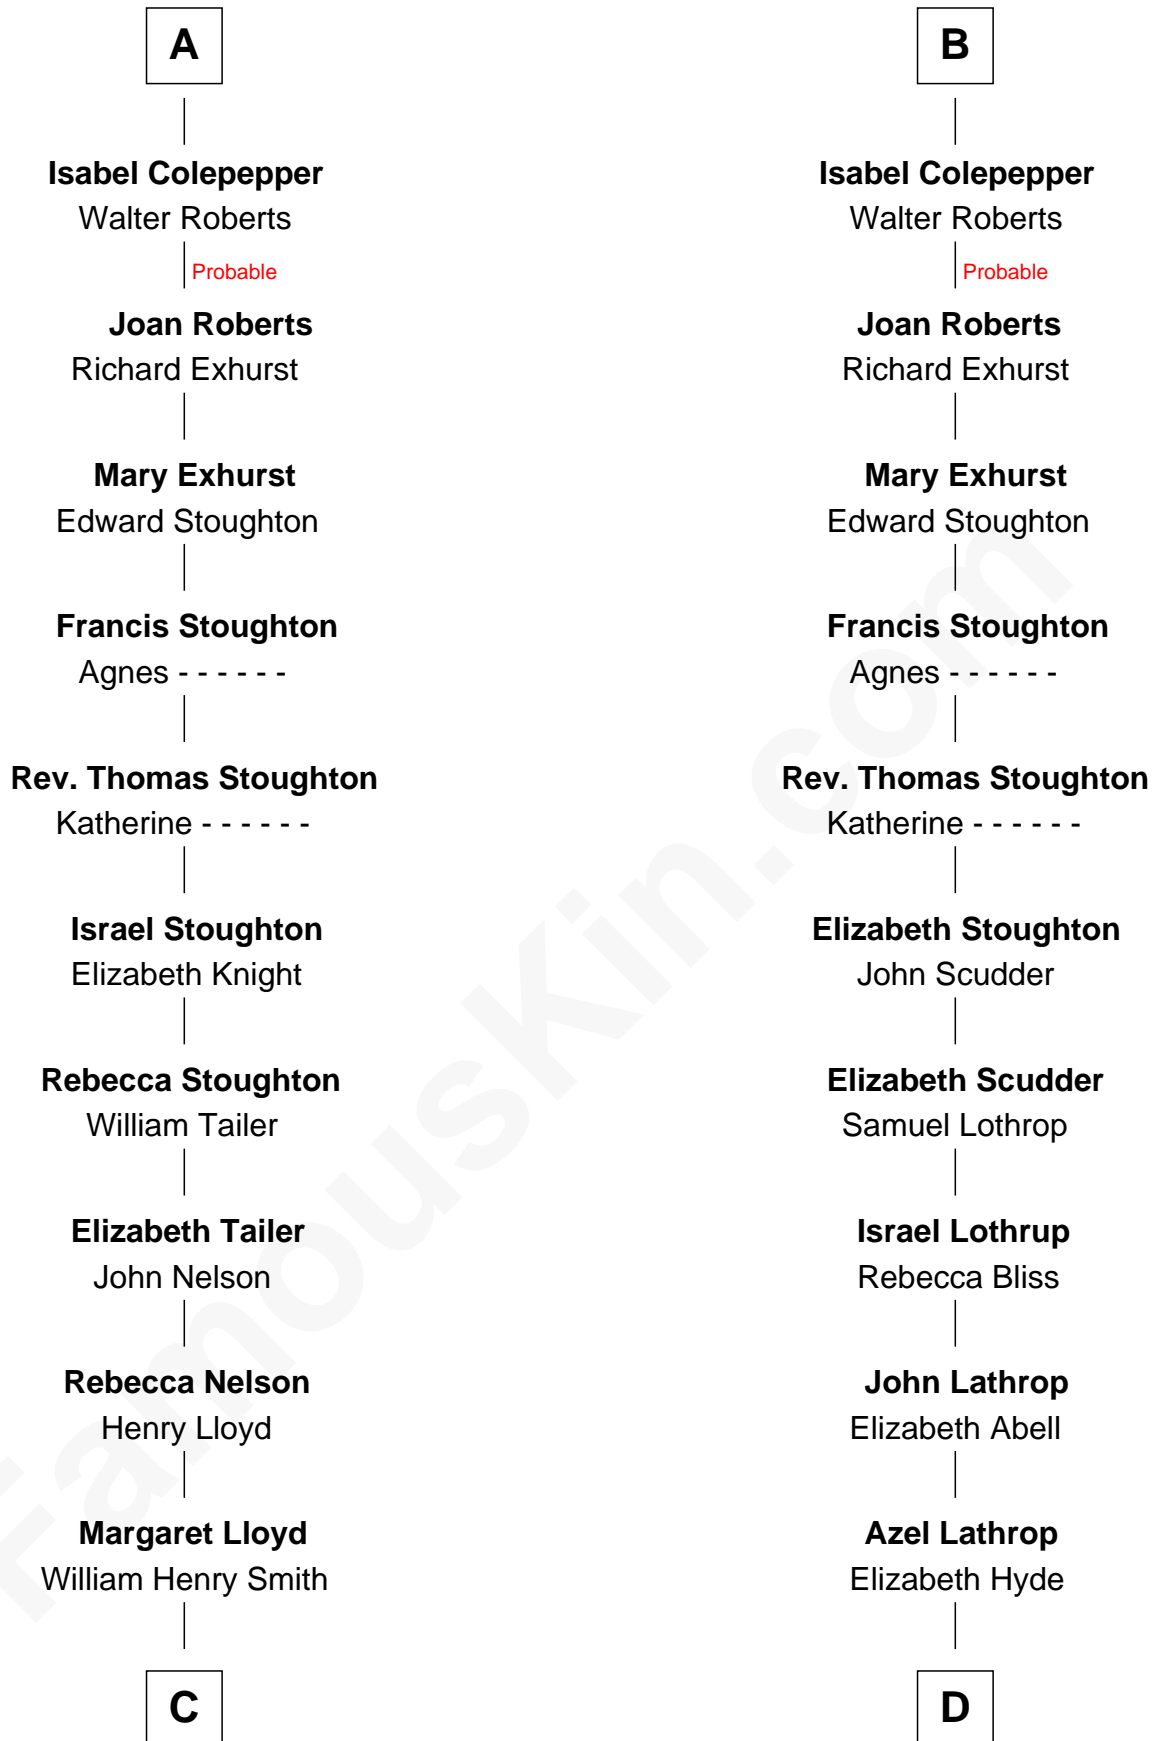 A
Isabel Colepepper
Walter Roberts
Probable
Joan Roberts
Richard Exhurst
Mary Exhurst
Edward Stoughton
Francis Stoughton
Agnes - - - - - -
Rev. Thomas Stoughton
Katherine - - - - - -
Israel Stoughton
Elizabeth Knight
Rebecca Stoughton
William Tailer
Elizabeth Tailer
John Nelson
Rebecca Nelson
Henry Lloyd
Margaret Lloyd
William Henry Smith
C
B
Isabel Colepepper
Walter Roberts
Probable
Joan Roberts
Richard Exhurst
Mary Exhurst
Edward Stoughton
Francis Stoughton
Agnes - - - - - -
Rev. Thomas Stoughton
Katherine - - - - - -
Elizabeth Stoughton
John Scudder
Elizabeth Scudder
Samuel Lothrop
Israel Lothrup
Rebecca Bliss
John Lathrop
Elizabeth Abell
Azel Lathrop
Elizabeth Hyde
D
FamousKin.com